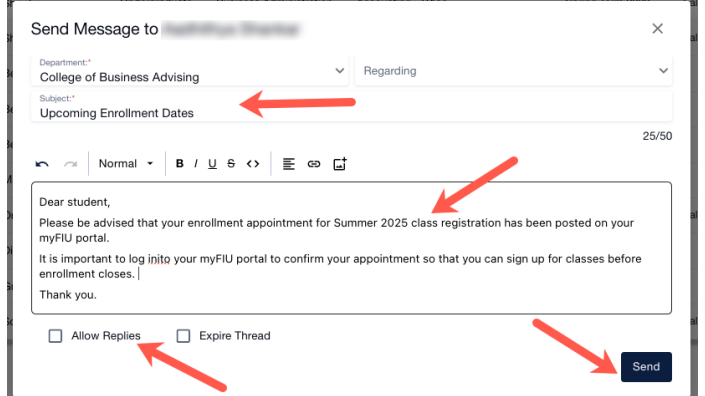 Send Message to
Department:*
College of Business Advising
Regarding
Subject:*
Upcoming Enrollment Dates
25/50
Normal
B I U S <>
Dear student,
Please be advised that your enrollment appointment for Summer 2025 class registration has been posted on your
myFIU portal.
It is important to log inito your myFIU portal to confirm your appointment so that you can sign up for classes before
enrollment closes.
Thank you.
Allow Replies
Expire Thread
Send